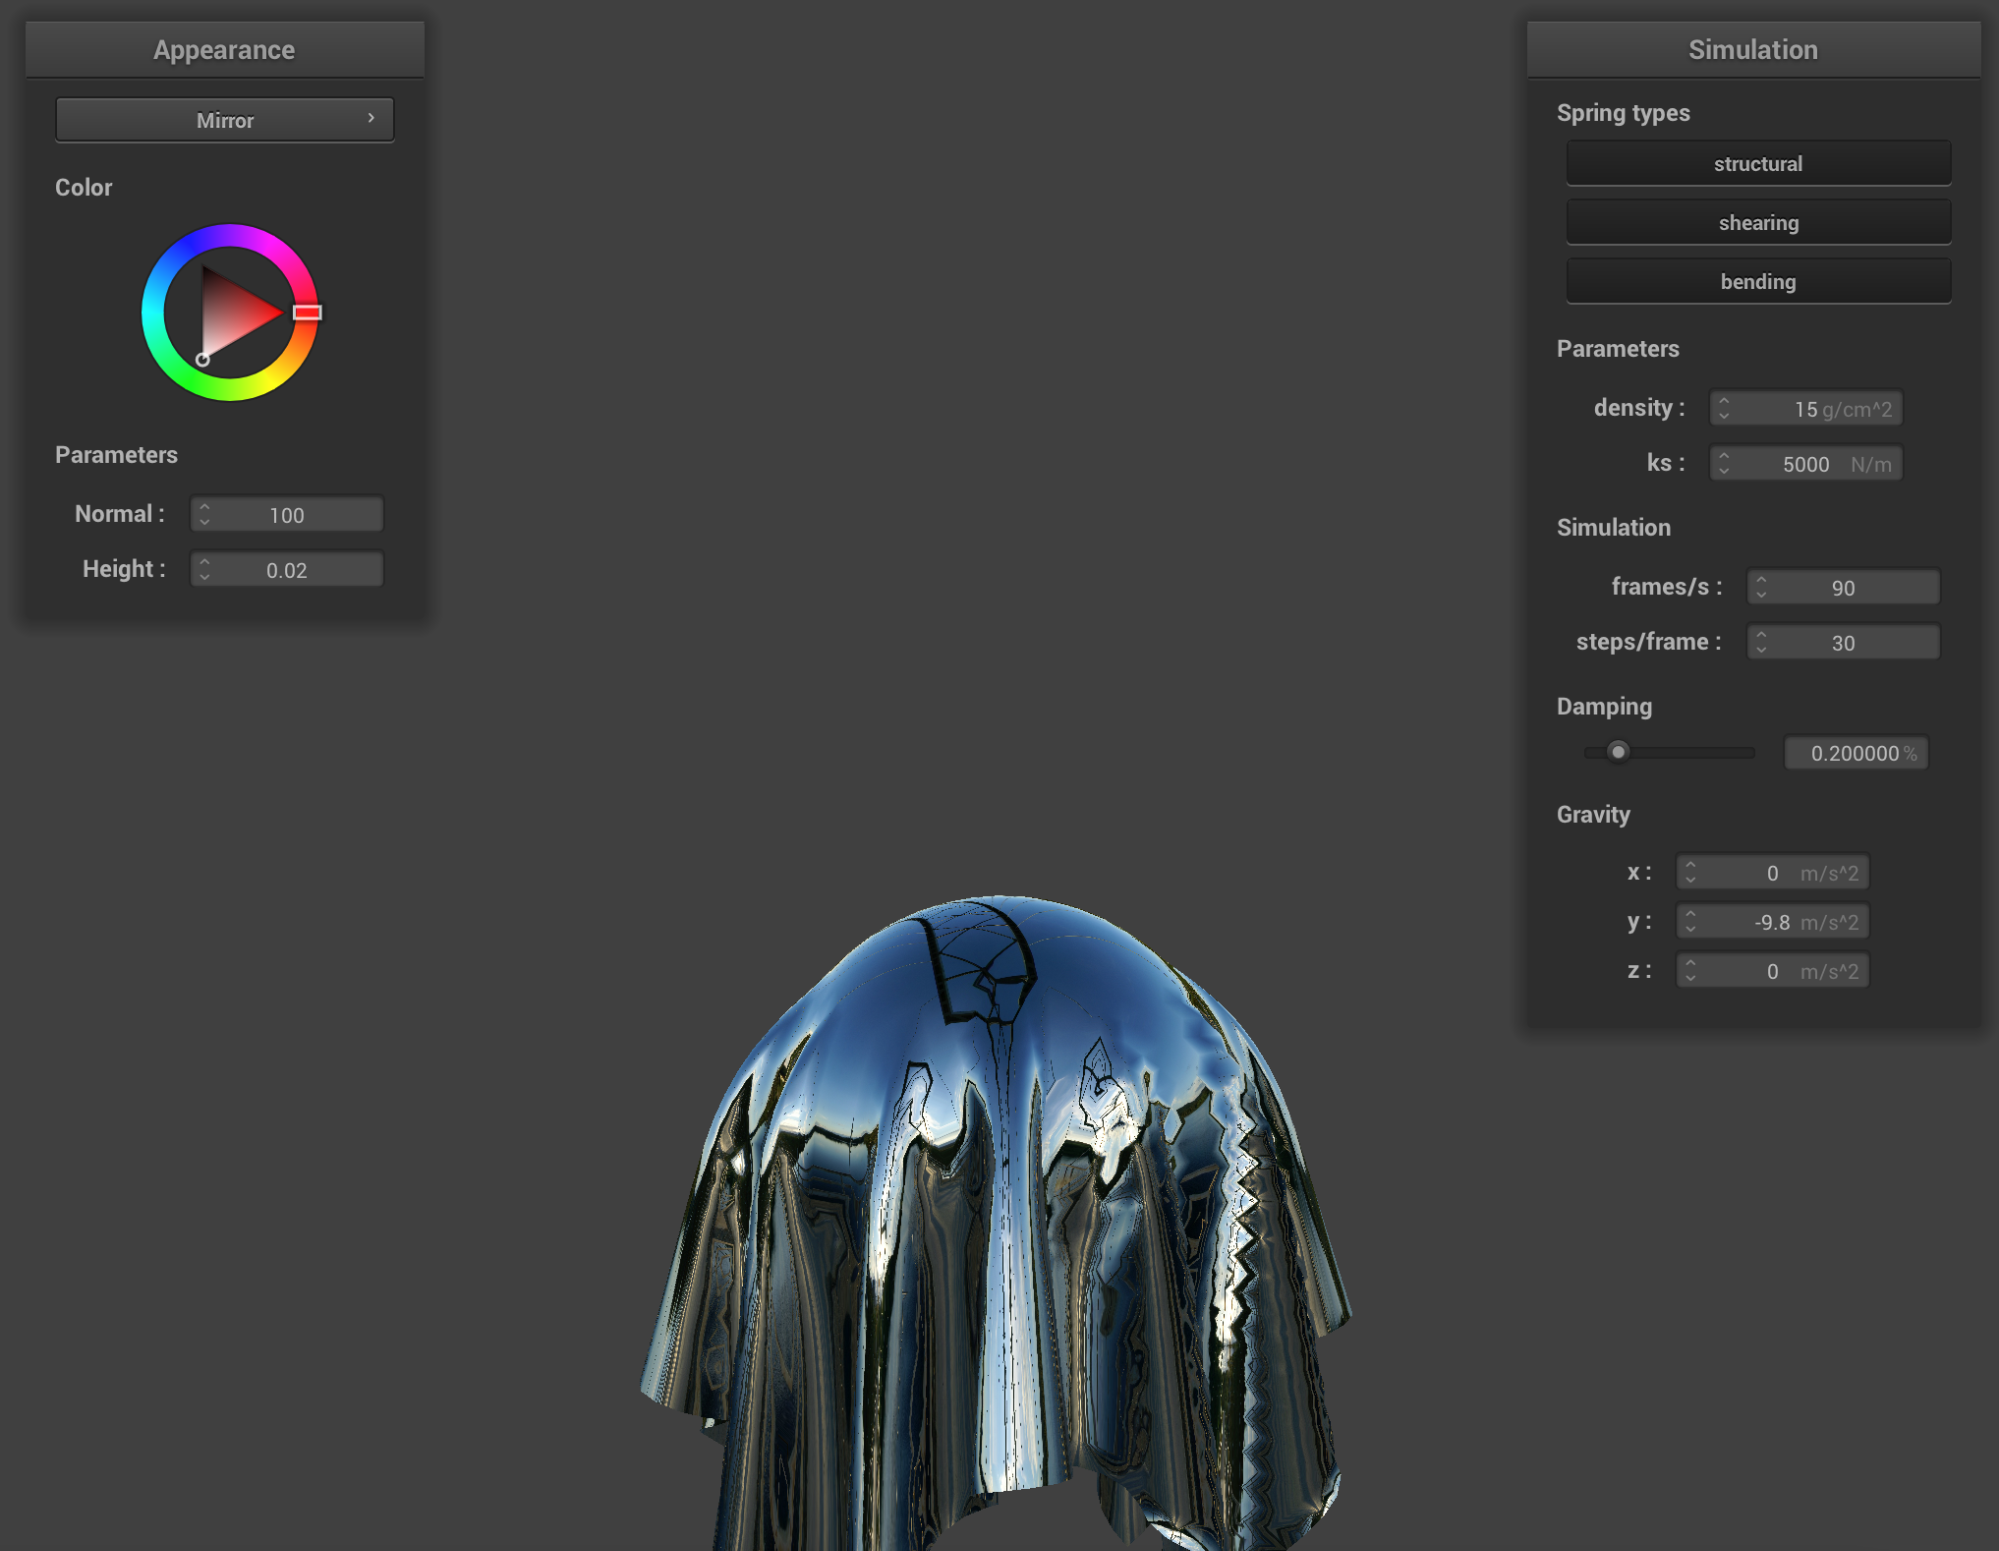 Appearance
Mirror
Color
Parameters
Normal : 100
Height : 0.02
Simulation
Spring types
structural
shearing
bending
Parameters
density : 15 g/cm^2
ks : 5000 N/m
Simulation
frames/s : 90
steps/frame : 30
Damping
0.200000 %
Gravity
x : 0 m/s^2
y : -9.8 m/s^2
z : 0 m/s^2